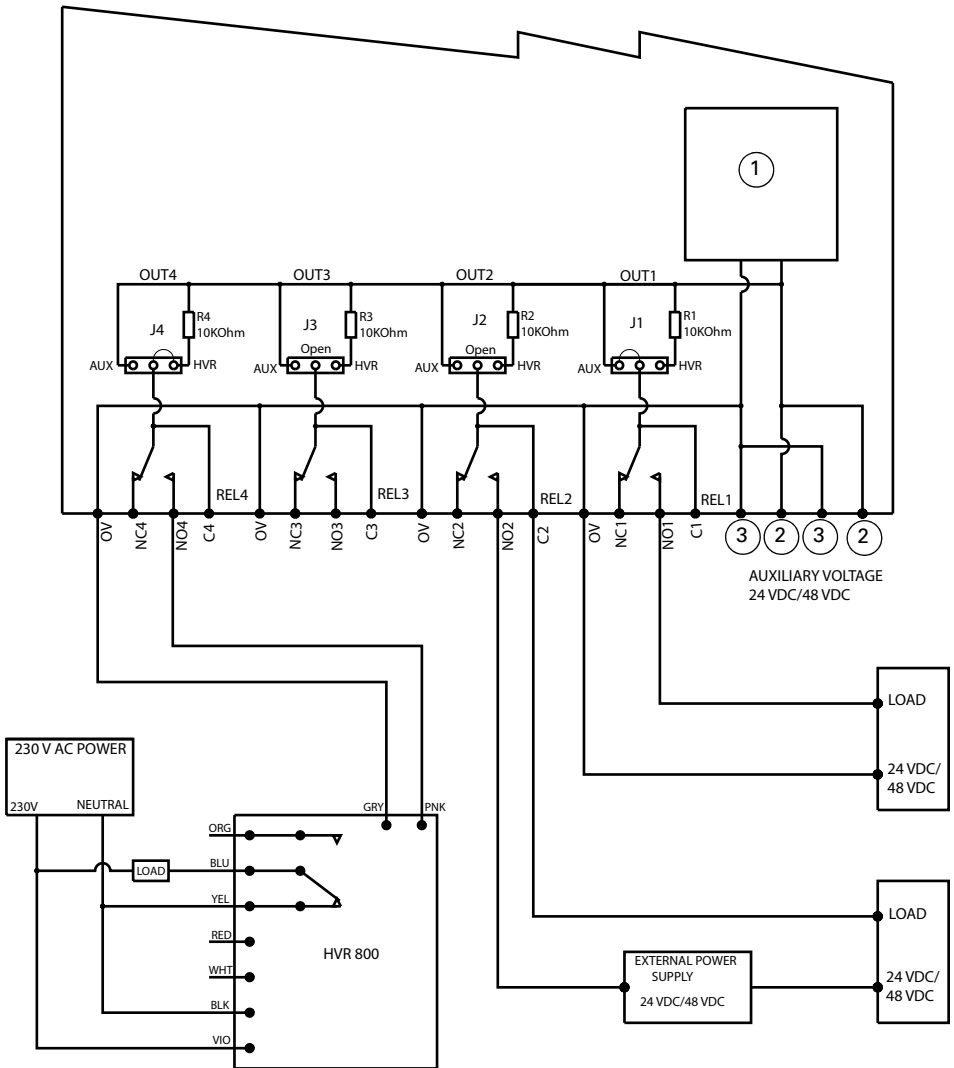 1
OUT4
OUT3
OUT2
OUT1
J4
R4
10KOhm
J3
R3
10KOhm
J2
R2
10KOhm
J1
R1
10KOhm
Open
Open
AUX
HVR
AUX
HVR
AUX
HVR
AUX
HVR
REL4
REL3
REL2
REL1
0V
NC4
NO4
C4
0V
NC3
NO3
C3
0V
NC2
NO2
C2
0V
NC1
NO1
C1
3
2
3
2
AUXILIARY VOLTAGE
24 VDC/48 VDC
LOAD
24 VDC/
48 VDC
230 V AC POWER
230V
NEUTRAL
GRY
PNK
ORG
BLU
LOAD
YEL
RED
WHT
BLK
VIO
HVR 800
EXTERNAL POWER
SUPPLY
24 VDC/48 VDC
LOAD
24 VDC/
48 VDC